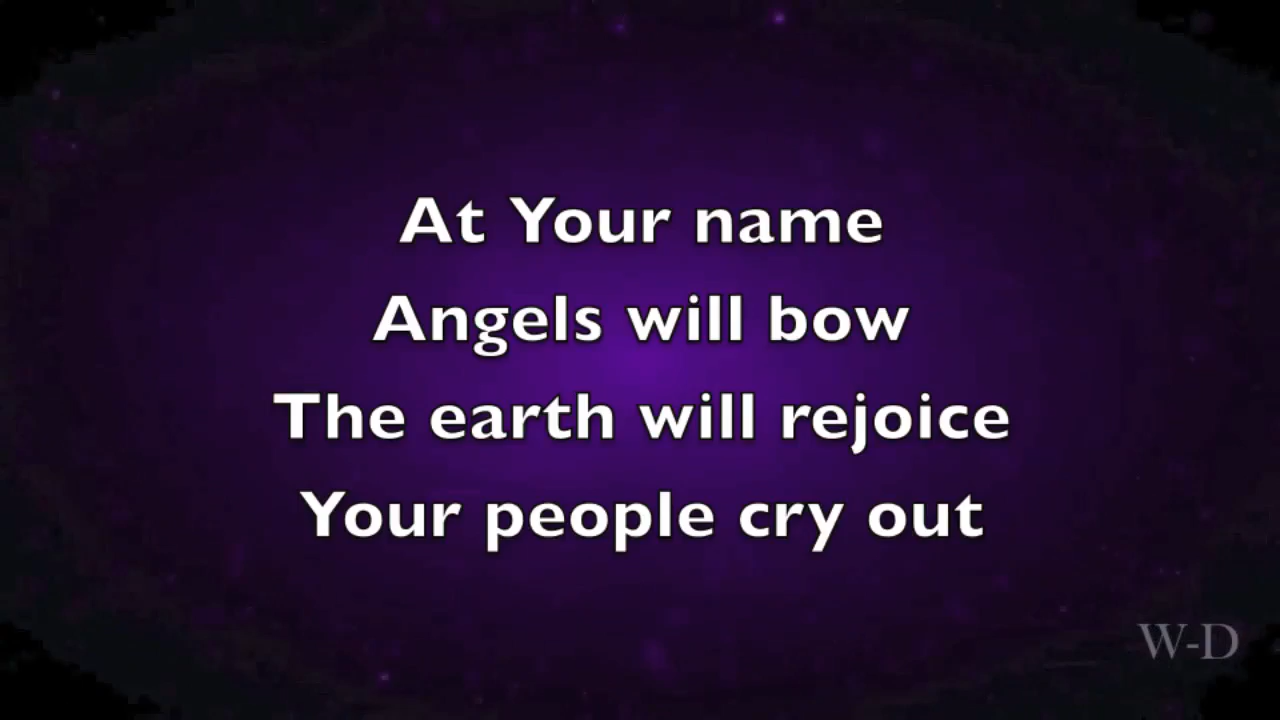 At Your name
Angels will bow
The earth will rejoice
Your people cry out
W-D